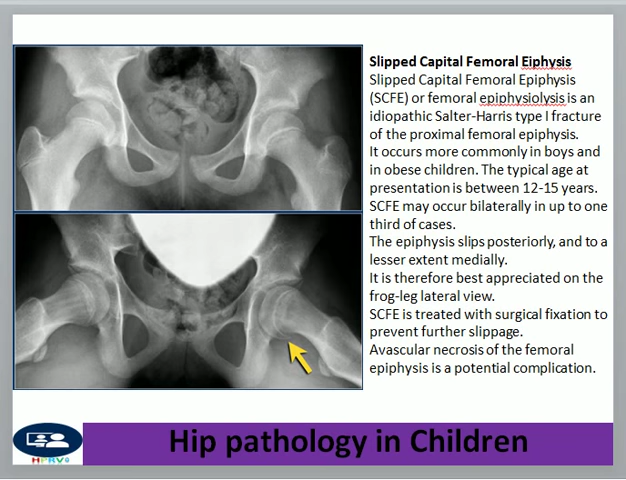 Slipped Capital Femoral Eiphysis
Slipped Capital Femoral Epiphysis
(SCFE) or femoral epiphysiolysis is an
idiopathic Salter-Harris type I fracture
of the proximal femoral epiphysis.
It occurs more commonly in boys and
in obese children. The typical age at
presentation is between 12-15 years.
SCFE may occur bilaterally in up to one
third of cases.
The epiphysis slips posteriorly, and to a
lesser extent medially.
It is therefore best appreciated on the
frog-leg lateral view.
SCFE is treated with surgical fixation to
prevent further slippage.
Avascular necrosis of the femoral
epiphysis is a potential complication.
Hip pathology in Children